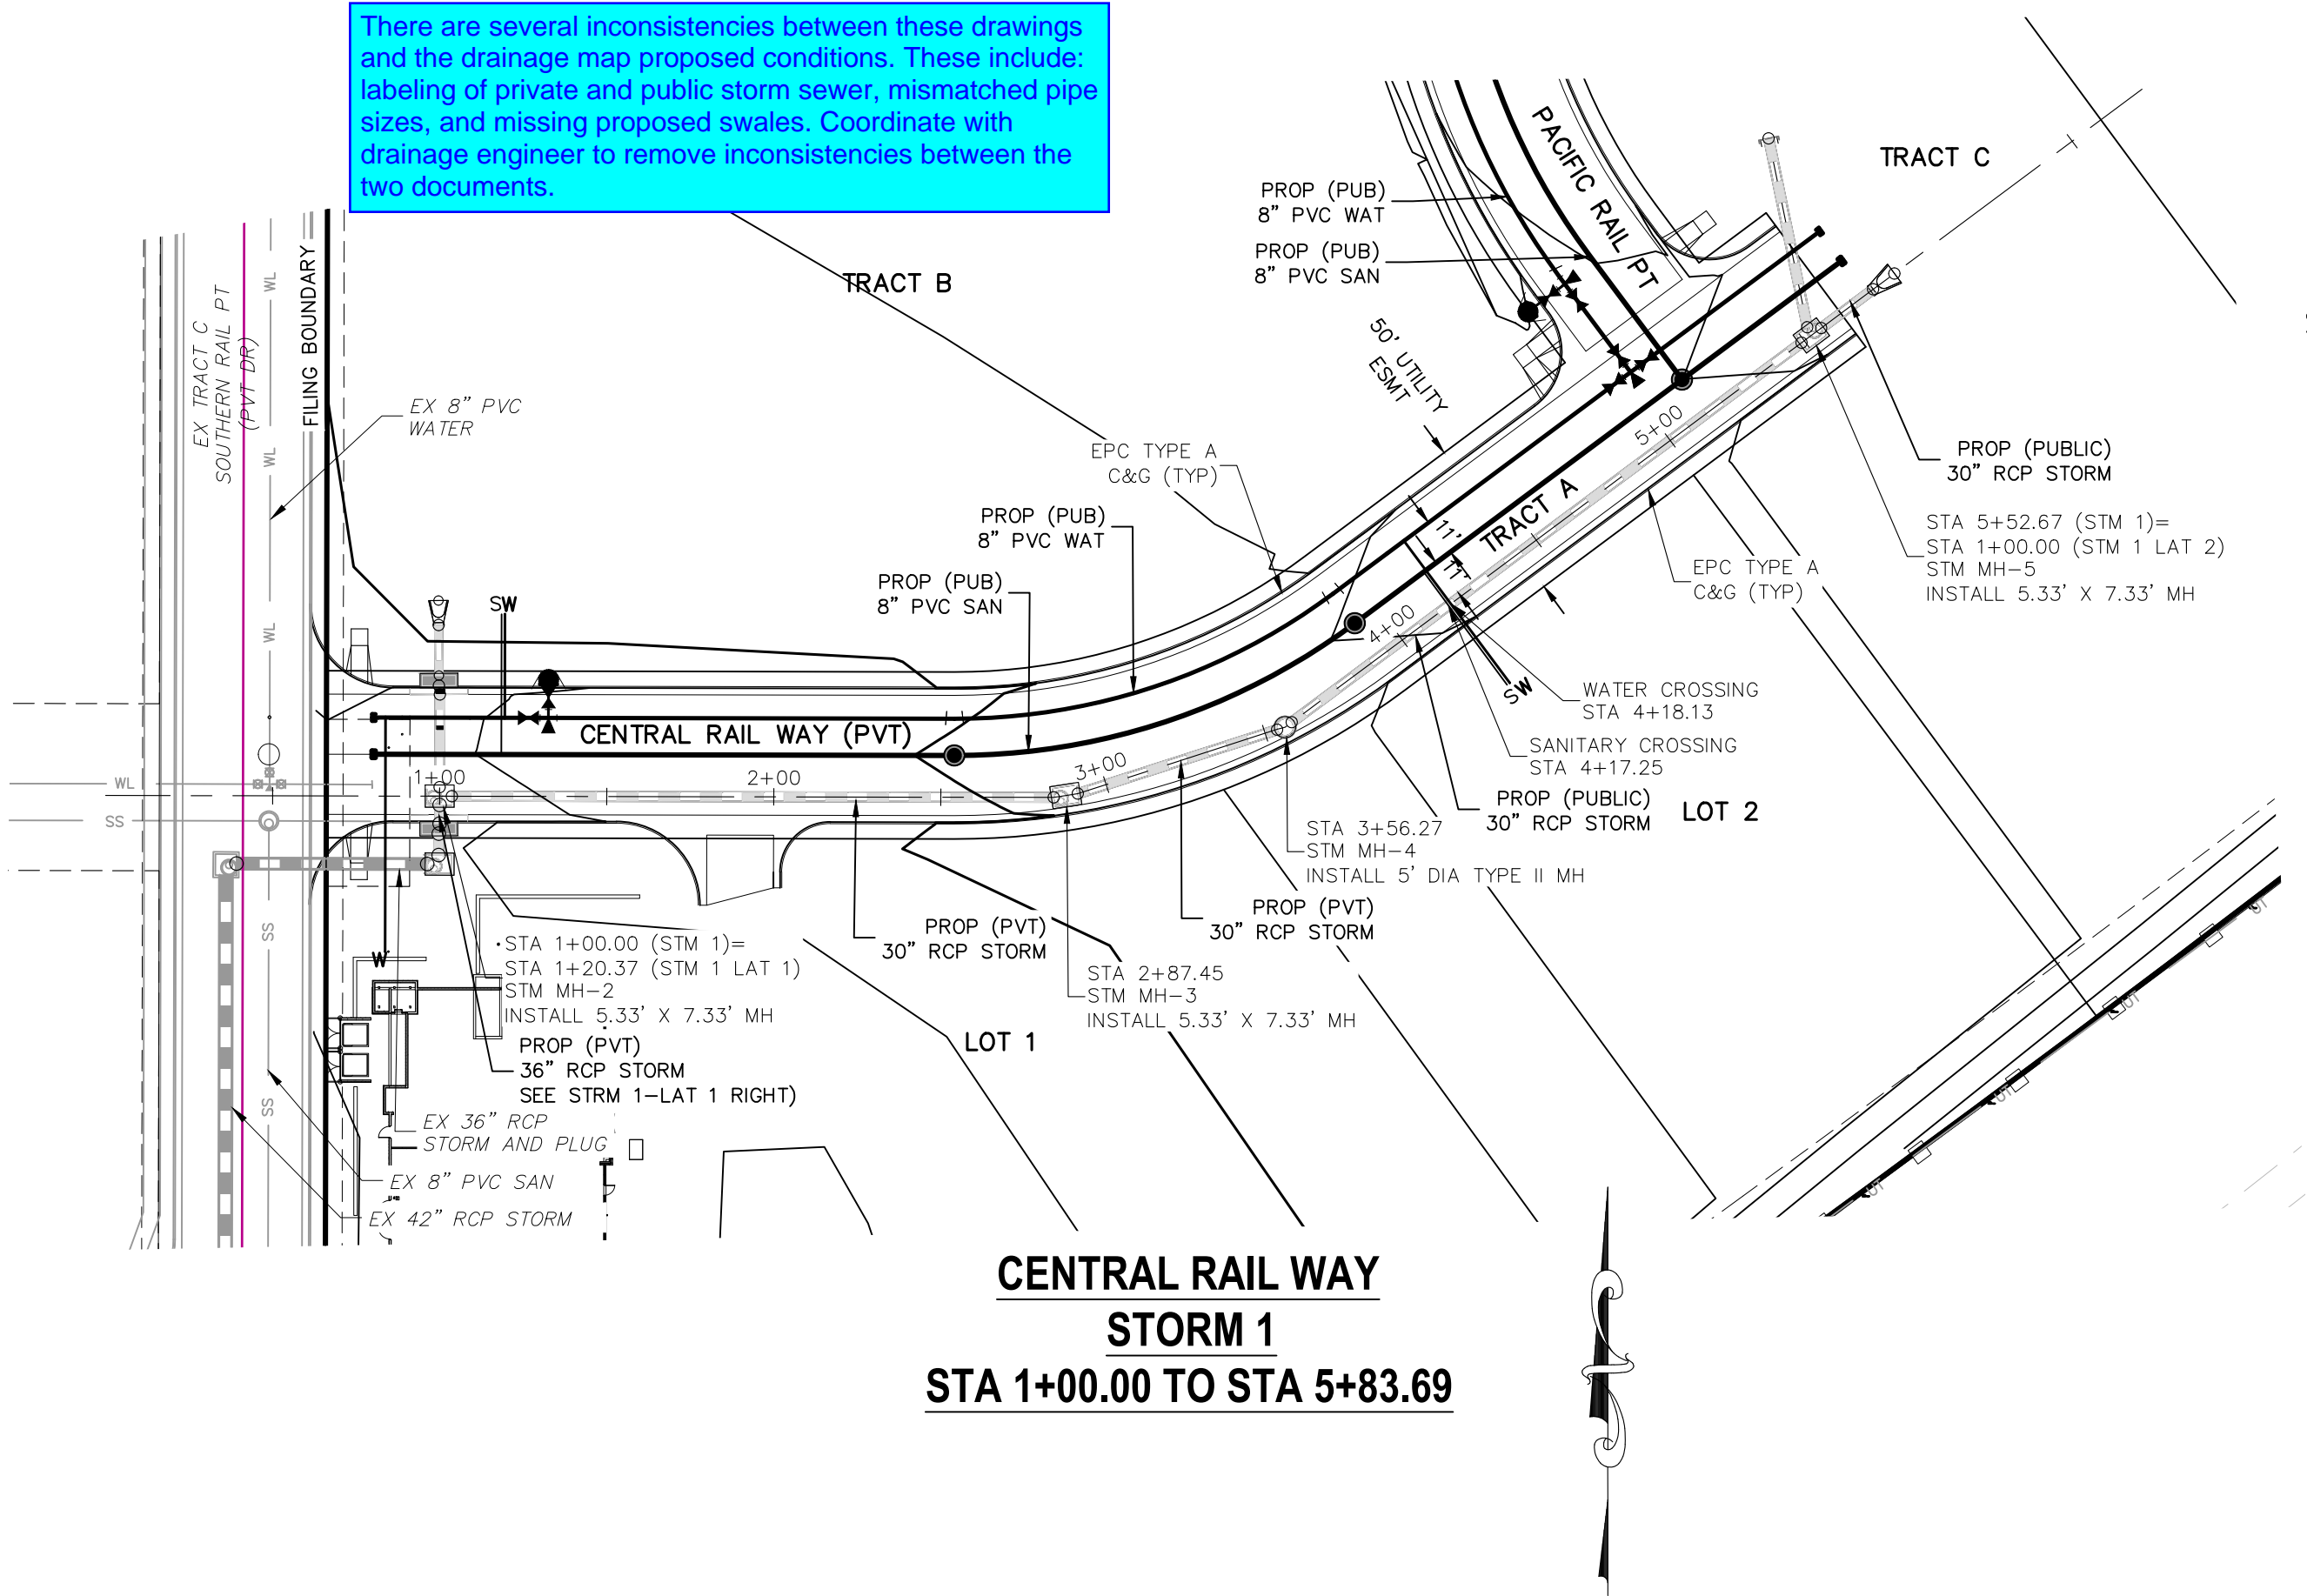 There are several inconsistencies between these drawings
and the drainage map proposed conditions. These include:
labeling of private and public storm sewer, mismatched pipe
sizes, and missing proposed swales. Coordinate with
drainage engineer to remove inconsistencies between the
two documents.
PACIFIC RAIL PT
TRACT C
PROP (PUB)
8" PVC WAT
PROP (PUB)
8" PVC SAN
TRACT B
EX TRACT C
SOUTHERN RAIL PT
(PVT DR)
FILING BOUNDARY
WL
WL
WL
EX 8" PVC
WATER
50' UTILITY
ESMT
EPC TYPE A
C&G (TYP)
5+00
PROP (PUBLIC)
30" RCP STORM
STA 5+52.67 (STM 1)=
STA 1+00.00 (STM 1 LAT 2)
STM MH-5
INSTALL 5.33' X 7.33' MH
PROP (PUB)
8" PVC WAT
11'
11'
TRACT A
EPC TYPE A
C&G (TYP)
PROP (PUB)
8" PVC SAN
SW
4+00
SW
WATER CROSSING
STA 4+18.13
SANITARY CROSSING
STA 4+17.25
CENTRAL RAIL WAY (PVT)
1+00
2+00
3+00
WL
SS
PROP (PUBLIC)
30" RCP STORM
LOT 2
STA 3+56.27
STM MH-4
INSTALL 5' DIA TYPE II MH
PROP (PVT)
30" RCP STORM
PROP (PVT)
30" RCP STORM
SS
W
STA 1+00.00 (STM 1)=
STA 1+20.37 (STM 1 LAT 1)
STM MH-2
INSTALL 5.33' X 7.33' MH
STA 2+87.45
STM MH-3
INSTALL 5.33' X 7.33' MH
PROP (PVT)
36" RCP STORM
SEE STRM 1-LAT 1 RIGHT)
LOT 1
SS
EX 36" RCP
STORM AND PLUG
EX 8" PVC SAN
EX 42" RCP STORM
CENTRAL RAIL WAY
STORM 1
STA 1+00.00 TO STA 5+83.69